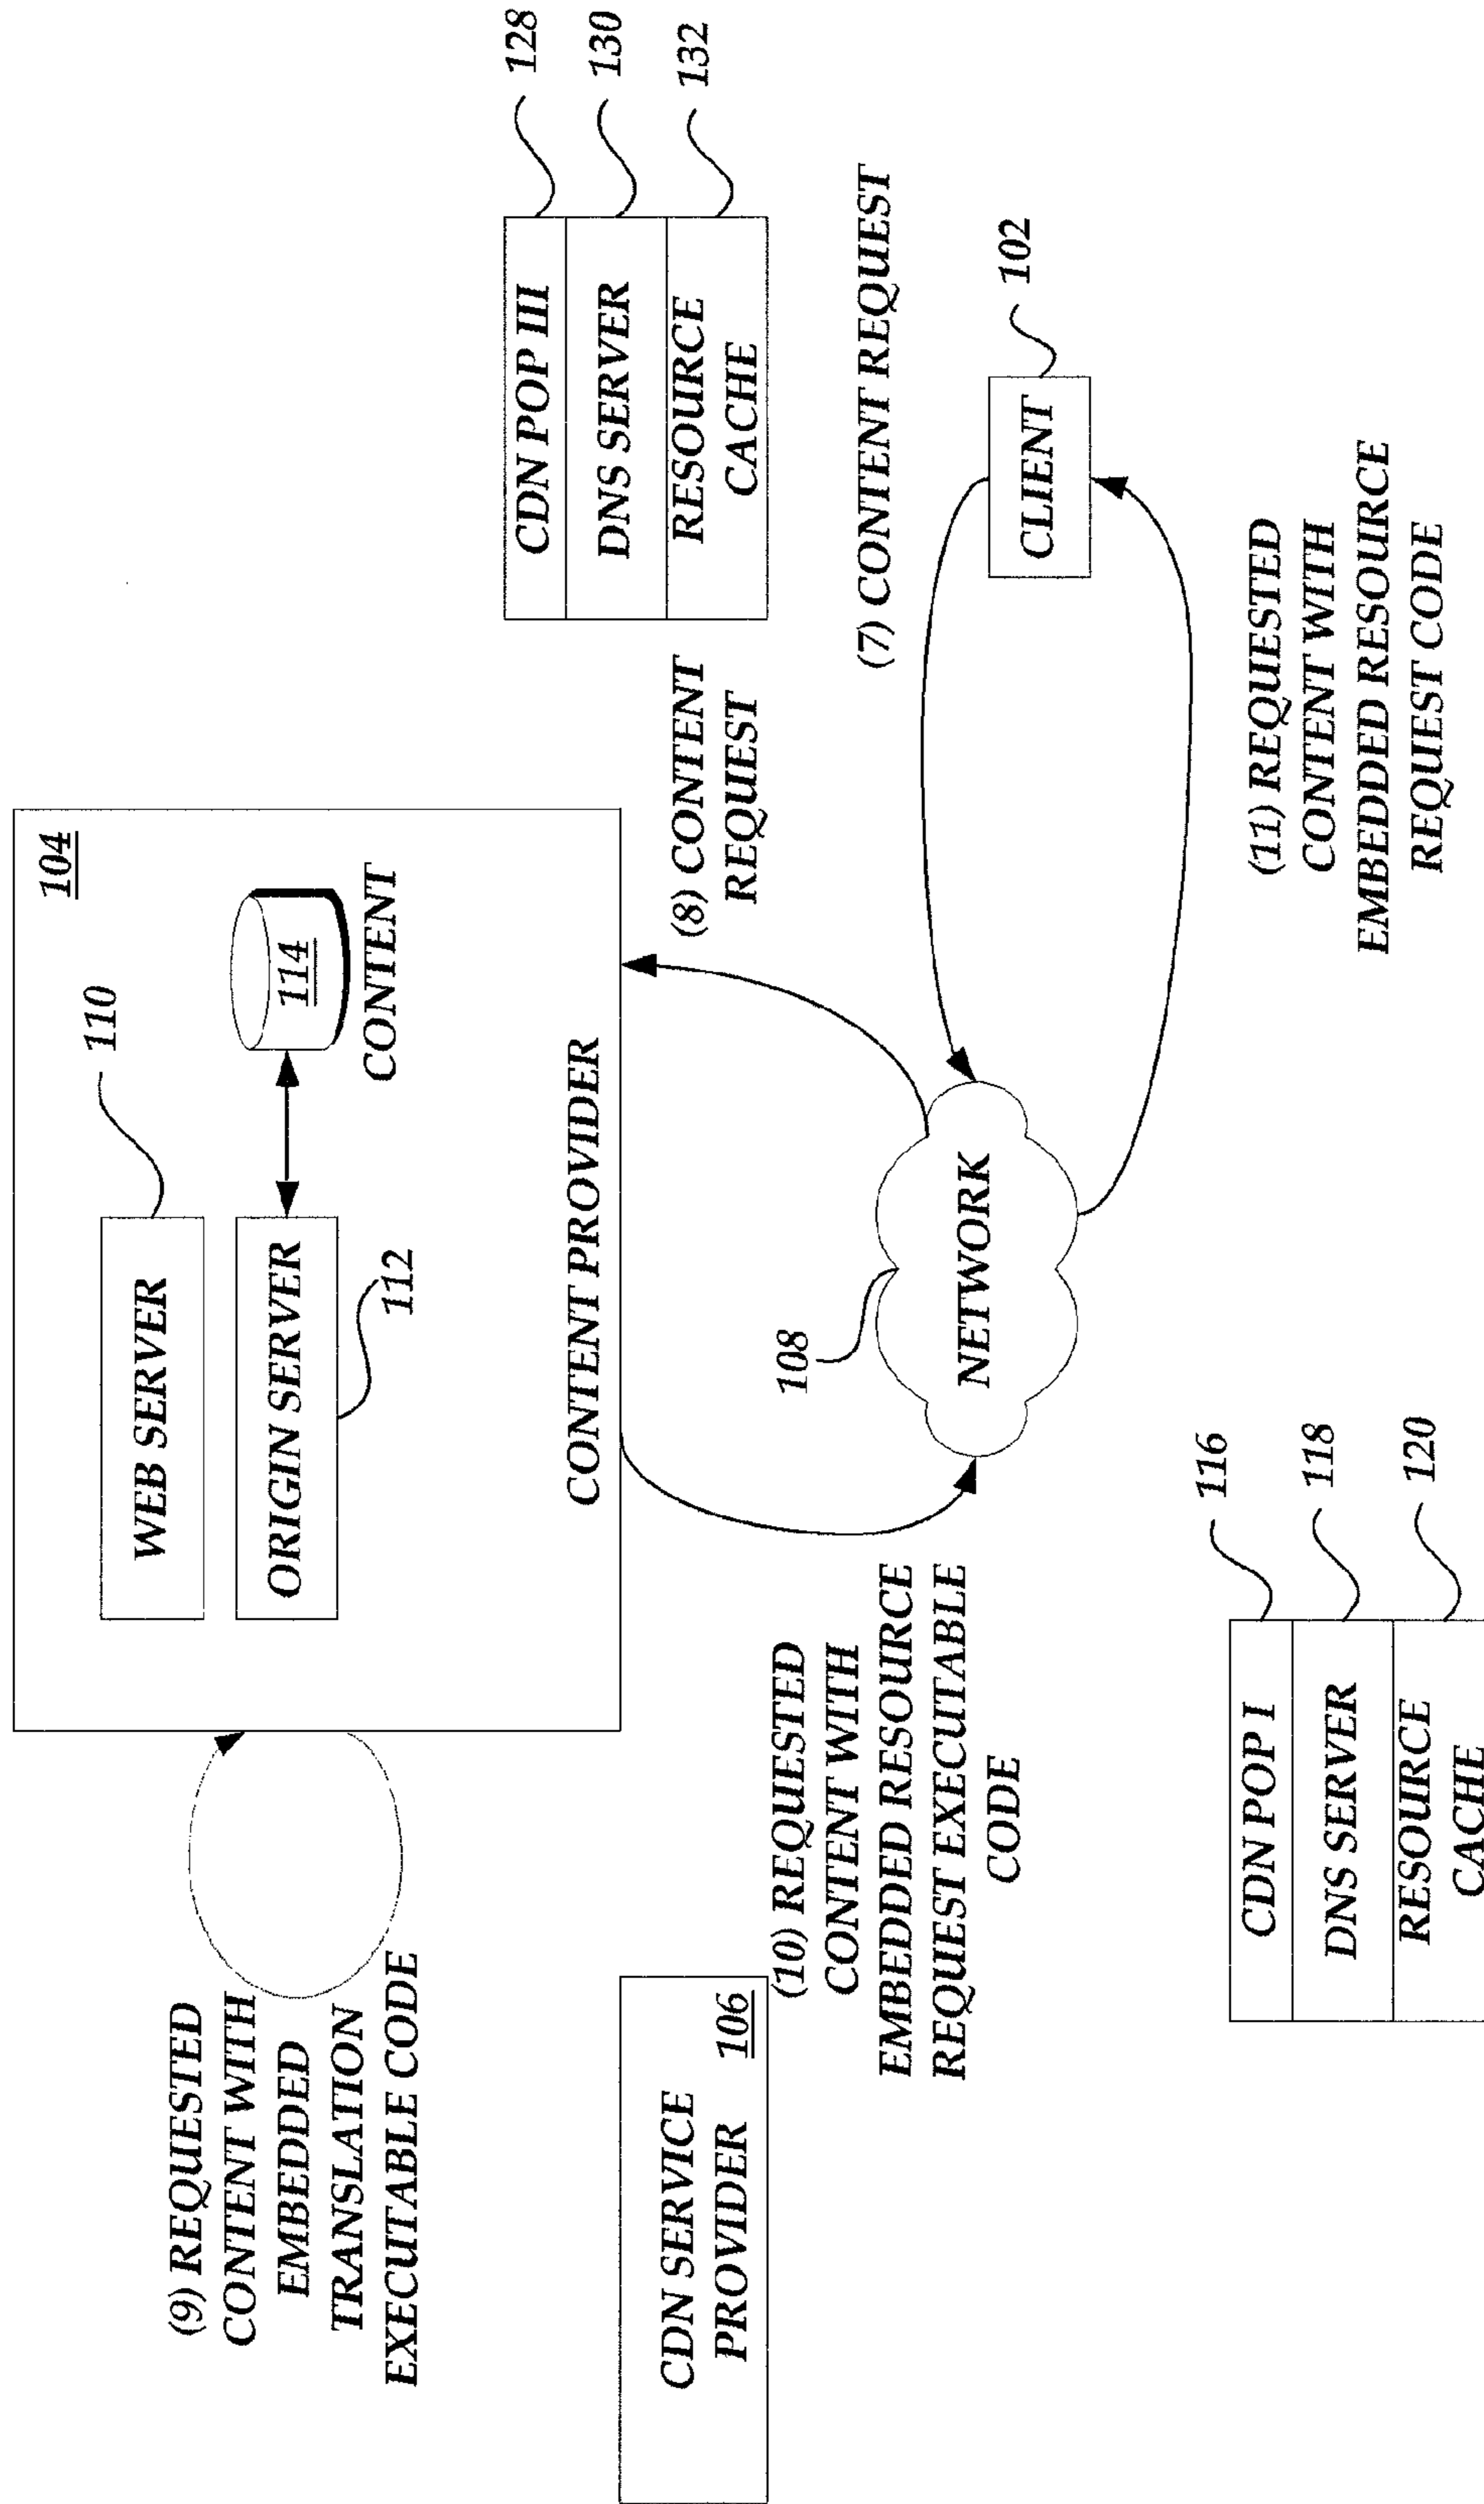 104
110
WEB SERVER
ORIGIN SERVER
114
112
CONTENT
CONTENT PROVIDER
(9) REQUESTED
CONTENT WITH
EMBEDDED
TRANSLATION
EXECUTABLE CODE
CDN SERVICE
PROVIDER
106
CDN POP III
DNS SERVER
RESOURCE
CACHE
128
130
132
(8) CONTENT
REQUEST
(7) CONTENT REQUEST
108
NETWORK
CLIENT
102
(10) REQUESTED
CONTENT WITH
EMBEDDED RESOURCE
REQUEST EXECUTABLE
CODE
(11) REQUESTED
CONTENT WITH
EMBEDDED RESOURCE
REQUEST CODE
CDN POP I
DNS SERVER
RESOURCE
CACHE
116
118
120